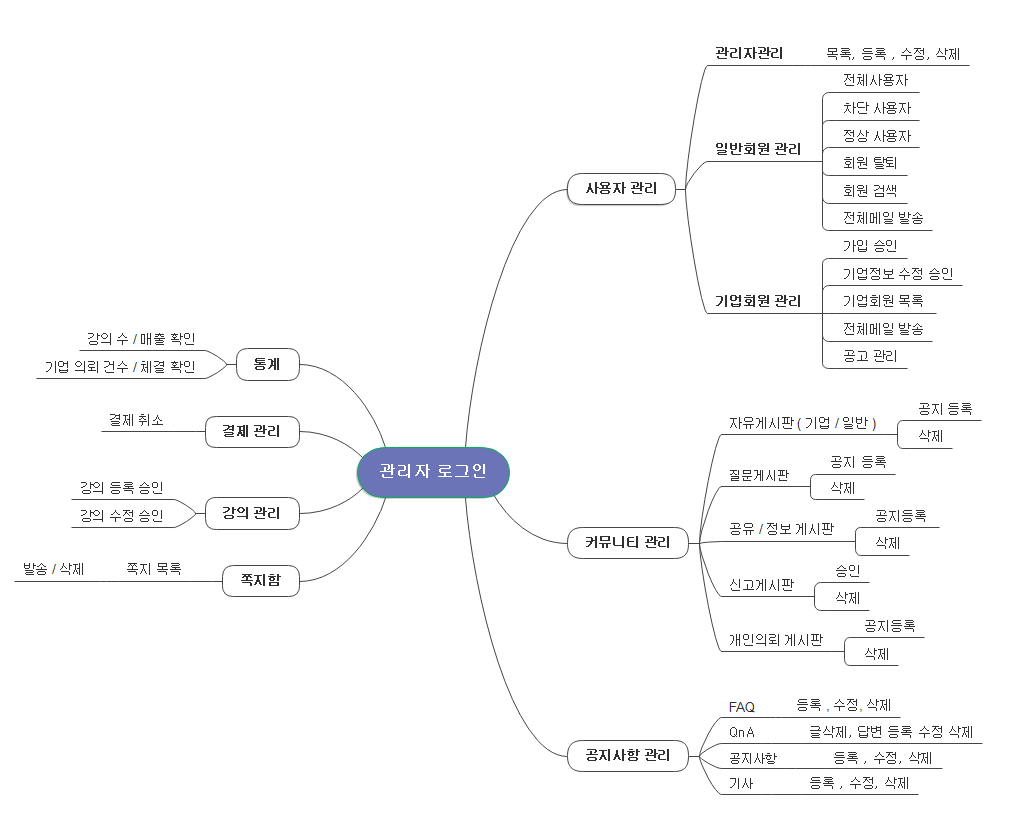 관리자 로그인
사용자 관리
관리자관리
목록, 등록 , 수정, 삭제
일반회원 관리
전체사용자
차단 사용자
정상 사용자
회원 탈퇴
회원 검색
전체메일 발송
기업회원 관리
가입 승인
기업정보 수정 승인
기업회원 목록
전체메일 발송
공고 관리
커뮤니티 관리
자유게시판 ( 기업 / 일반 )
공지 등록
삭제
질문게시판
공지 등록
삭제
공유 / 정보 게시판
공지등록
삭제
신고게시판
승인
삭제
개인의뢰 게시판
공지등록
삭제
공지사항 관리
FAQ
등록 , 수정, 삭제
QnA
글삭제, 답변 등록 수정 삭제
공지사항
등록 , 수정, 삭제
기사
등록 , 수정, 삭제
통계
강의 수 / 매출 확인
기업 의뢰 건수 / 체결 확인
결제 관리
결제 취소
강의 관리
강의 등록 승인
강의 수정 승인
쪽지함
쪽지 목록
발송 / 삭제